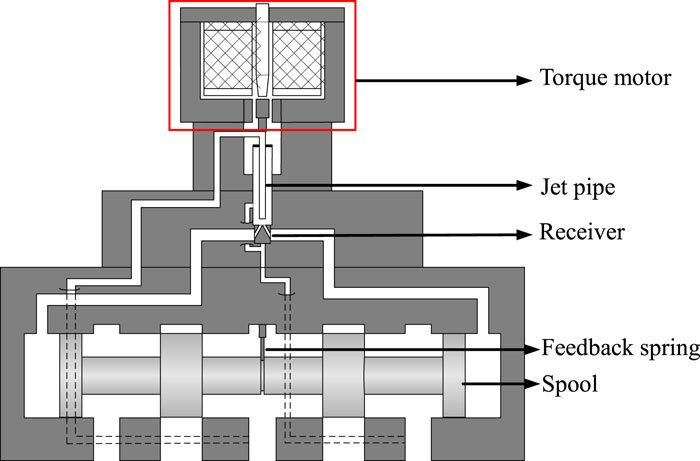 Torque motor
Jet pipe
Receiver
Feedback spring
Spool